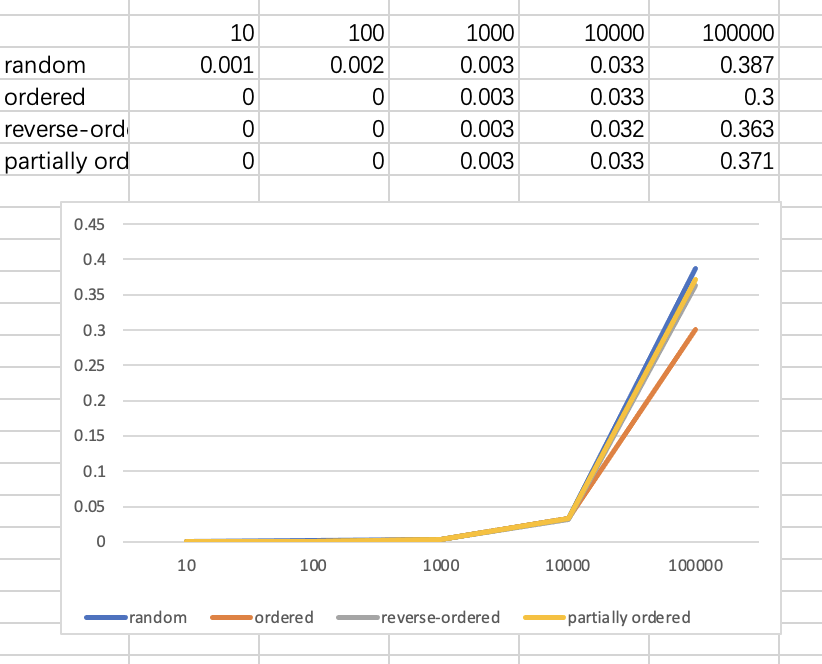 10 100 1000 10000 100000
random 0.001 0.002 0.003 0.033 0.387
ordered 0 0 0.003 0.033 0.3
reverse-ord 0 0 0.003 0.032 0.363
partially ord 0 0 0.003 0.033 0.371
0.45
0.4
0.35
0.3
0.25
0.2
0.15
0.1
0.05
0
10 100 1000 10000 100000
random ordered reverse-ordered partially ordered